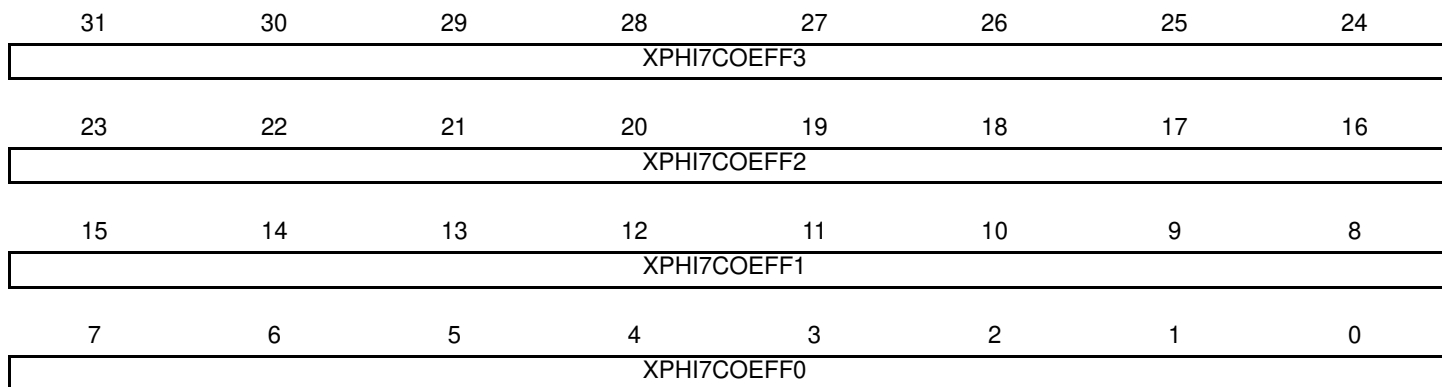 31 30 29 28 27 26 25 24
XPHI7COEFF3
23 22 21 20 19 18 17 16
XPHI7COEFF2
15 14 13 12 11 10 9 8
XPHI7COEFF1
7 6 5 4 3 2 1 0
XPHI7COEFF0